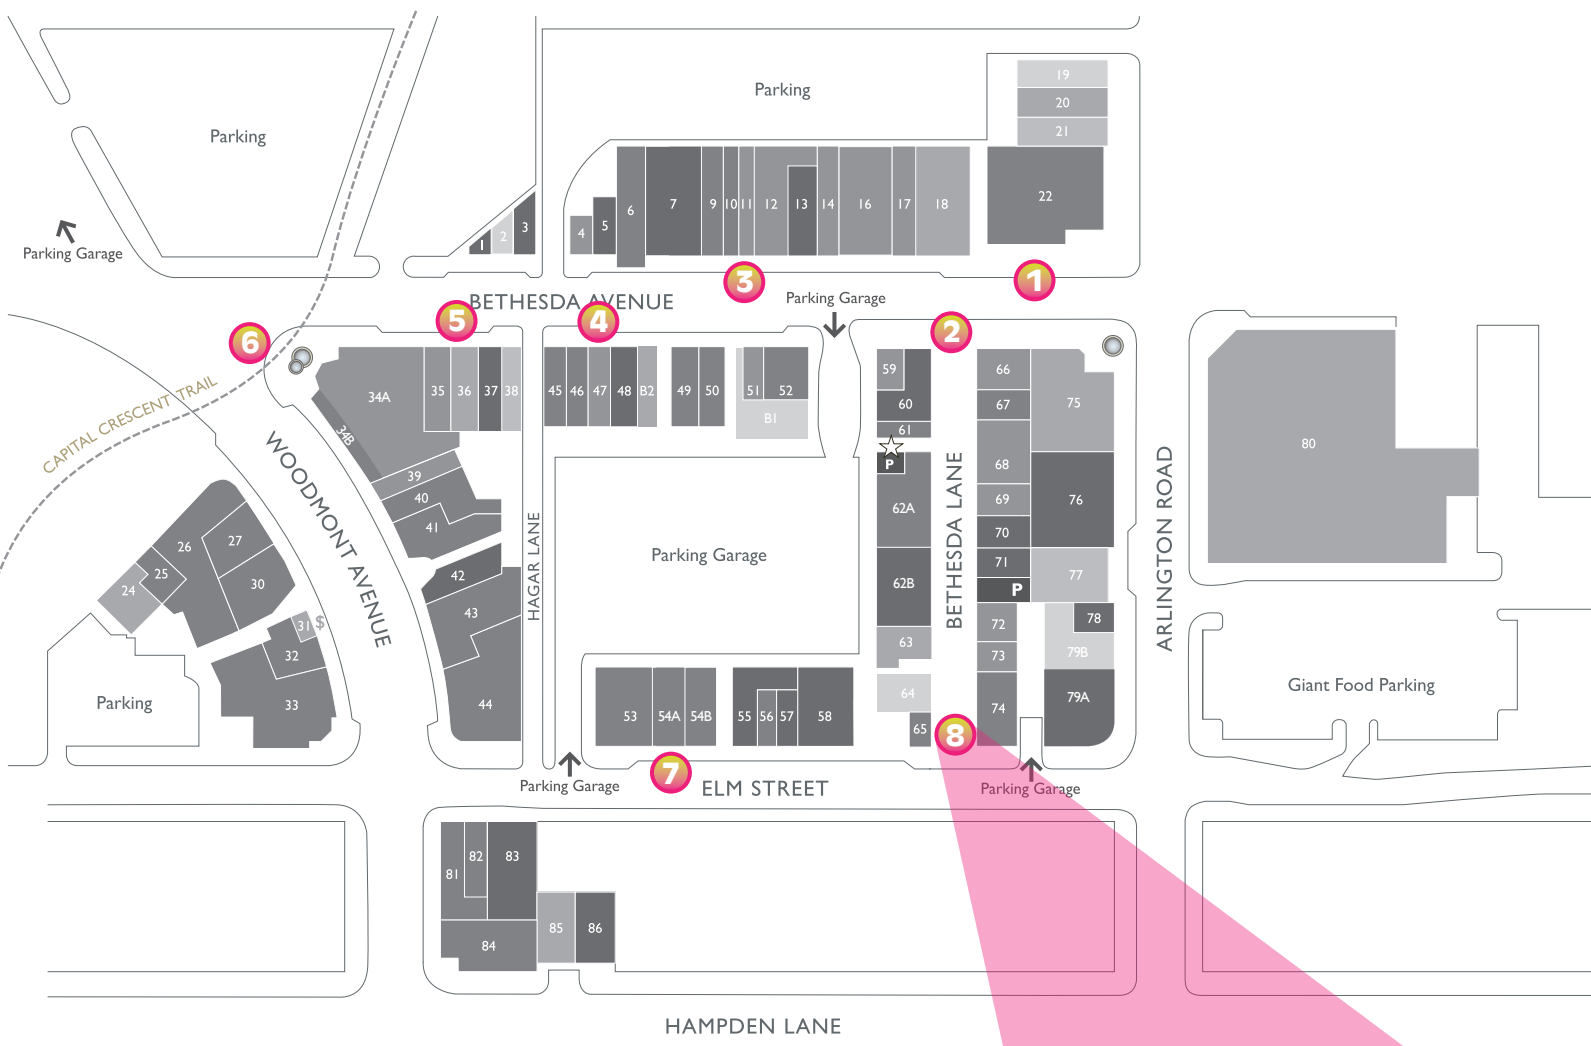 19
Parking
20
21
Parking
22
6
7
9
10
11
12
13
14
16
17
18
5
4
3
2
1
Parking Garage
1
3
BETHESDA AVENUE
Parking Garage
5
4
2
6
59
66
34A
35
36
37
38
45
46
47
48
B2
49
50
51
52
60
67
75
CAPITAL CRESCENT TRAIL
34B
B1
61
80
P
68
39
40
62A
69
76
41
WOODMONT AVENUE
HAGAR LANE
Parking Garage
BETHESDA LANE
ARLINGTON ROAD
26
27
25
24
30
42
62B
70
71
77
P
43
31
$
72
78
32
63
73
79B
Parking
33
44
53
54A
54B
55
56
57
58
64
65
74
79A
Giant Food Parking
8
7
Parking Garage
ELM STREET
Parking Garage
81
82
83
85
86
84
HAMPDEN LANE